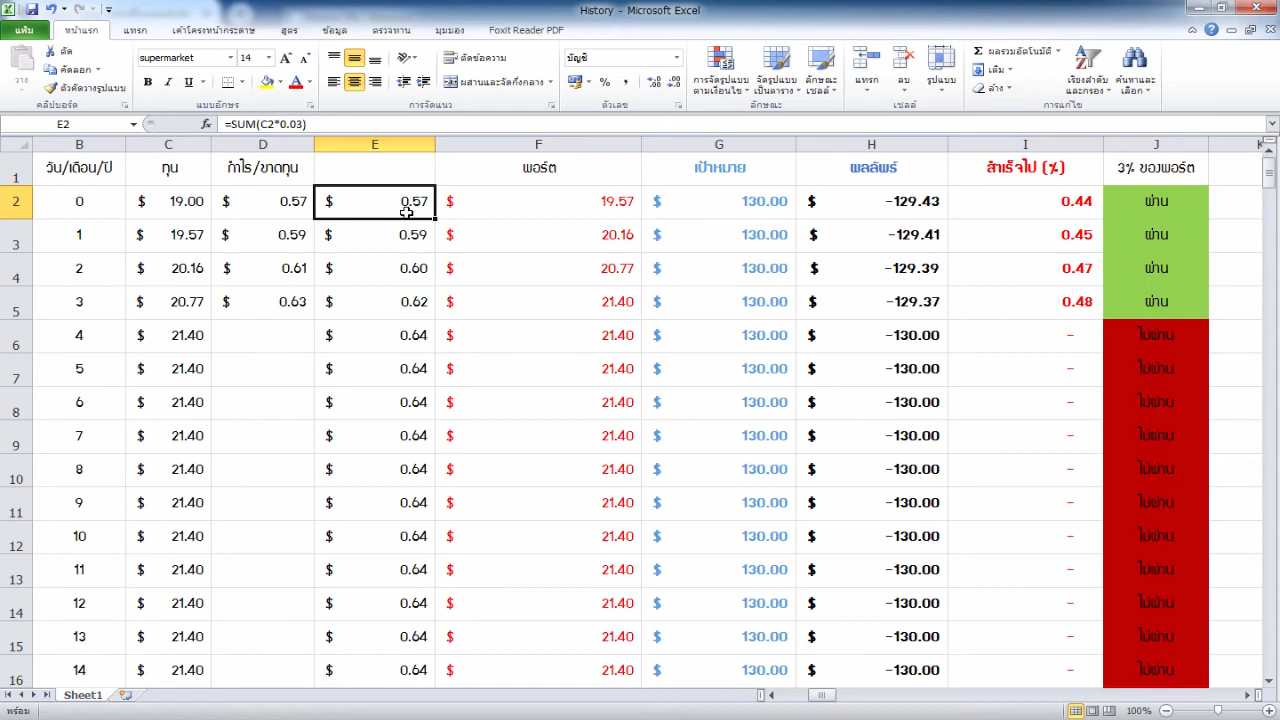 History - Microsoft Excel
แฟ้ม หน้าแรก แทรก เค้าโครงหน้ากระดาษ สูตร ข้อมูล ตรวจทาน มุมมอง Foxit Reader PDF
วาง ตัด คัดลอก ตัวคัดวางรูปแบบ คลิปบอร์ด
supermarket 14 A A B I U A แบบอักษร
ตัดข้อความ ผสานและจัดกึ่งกลาง การจัดแนว
บัญชี % , ตัวเลข
การจัดรูปแบบตามเงื่อนไข จัดรูปแบบเป็นตาราง ลักษณะเซลล์ ลักษณะ
แทรก ลบ รูปแบบ เซลล์
Σ ผลรวมอัตโนมัติ เติม ล้าง เรียงลำดับและกรอง ค้นหาและเลือก การแก้ไข
E2 fx =SUM(C2*0.03)
B C D E F G H I J K
1 วัน/เดือน/ปี ทุน กำไร/ขาดทุน พอร์ต เป้าหมาย ผลลัพธ์ สำเร็จไป (%) 3% ของพอร์ต
2 0 $ 19.00 $ 0.57 $ 0.57 $ 19.57 $ 130.00 $ -129.43 0.44 ผ่าน
3 1 $ 19.57 $ 0.59 $ 0.59 $ 20.16 $ 130.00 $ -129.41 0.45 ผ่าน
4 2 $ 20.16 $ 0.61 $ 0.60 $ 20.77 $ 130.00 $ -129.39 0.47 ผ่าน
5 3 $ 20.77 $ 0.63 $ 0.62 $ 21.40 $ 130.00 $ -129.37 0.48 ผ่าน
6 4 $ 21.40 $ 0.64 $ 21.40 $ 130.00 $ -130.00 - ไม่ผ่าน
7 5 $ 21.40 $ 0.64 $ 21.40 $ 130.00 $ -130.00 - ไม่ผ่าน
8 6 $ 21.40 $ 0.64 $ 21.40 $ 130.00 $ -130.00 - ไม่ผ่าน
9 7 $ 21.40 $ 0.64 $ 21.40 $ 130.00 $ -130.00 - ไม่ผ่าน
10 8 $ 21.40 $ 0.64 $ 21.40 $ 130.00 $ -130.00 - ไม่ผ่าน
11 9 $ 21.40 $ 0.64 $ 21.40 $ 130.00 $ -130.00 - ไม่ผ่าน
12 10 $ 21.40 $ 0.64 $ 21.40 $ 130.00 $ -130.00 - ไม่ผ่าน
13 11 $ 21.40 $ 0.64 $ 21.40 $ 130.00 $ -130.00 - ไม่ผ่าน
14 12 $ 21.40 $ 0.64 $ 21.40 $ 130.00 $ -130.00 - ไม่ผ่าน
15 13 $ 21.40 $ 0.64 $ 21.40 $ 130.00 $ -130.00 - ไม่ผ่าน
16 14 $ 21.40 $ 0.64 $ 21.40 $ 130.00 $ -130.00 - ไม่ผ่าน
Sheet1
พร้อม 100%